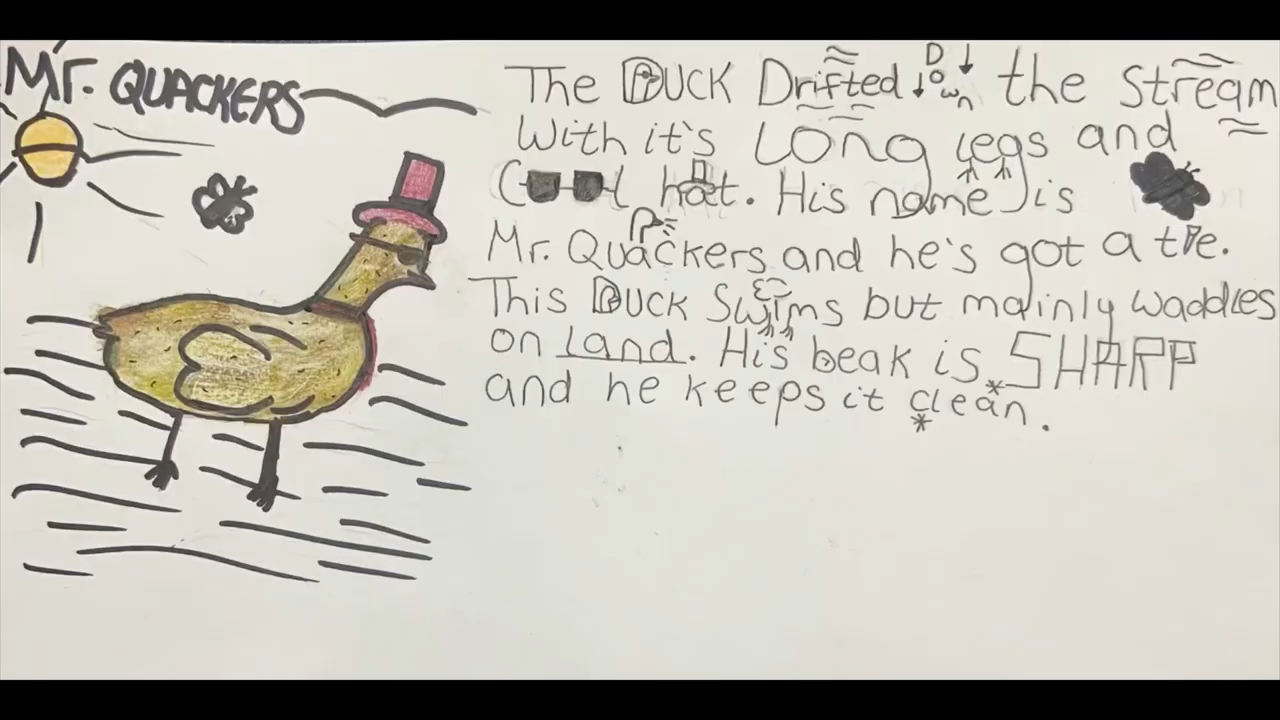 Mr. QUACKERS
The DUCK Drifted Down the stream
With it's Long legs and
Cool hat. His name is
Mr. Quackers and he's got a tie.
This DUCK Swims but mainly waddles
on land. His beak is SHARP
and he keeps it clean.